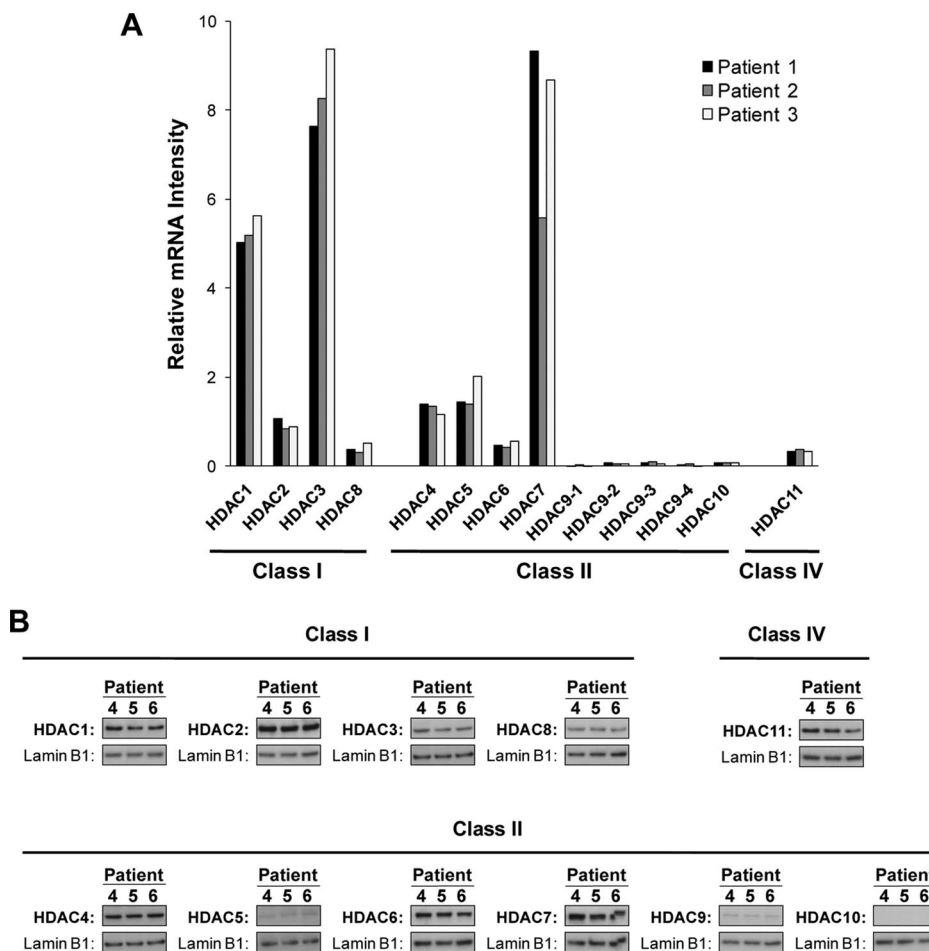 A
10
8
6
4
2
0
Relative mRNA Intensity
Patient 1
Patient 2
Patient 3
HDAC1
HDAC2
HDAC3
HDAC8
HDAC4
HDAC5
HDAC6
HDAC7
HDAC9-1
HDAC9-2
HDAC9-3
HDAC9-4
HDAC10
HDAC11
Class I
Class II
Class IV
B
Class I
Class IV
Patient Patient Patient Patient Patient
4 5 6 4 5 6 4 5 6 4 5 6 4 5 6
HDAC1: HDAC2: HDAC3: HDAC8: HDAC11:
Lamin B1: Lamin B1: Lamin B1: Lamin B1: Lamin B1:
Class II
Patient Patient Patient Patient Patient Patient
4 5 6 4 5 6 4 5 6 4 5 6 4 5 6 4 5 6
HDAC4: HDAC5: HDAC6: HDAC7: HDAC9: HDAC10:
Lamin B1: Lamin B1: Lamin B1: Lamin B1: Lamin B1: Lamin B1: